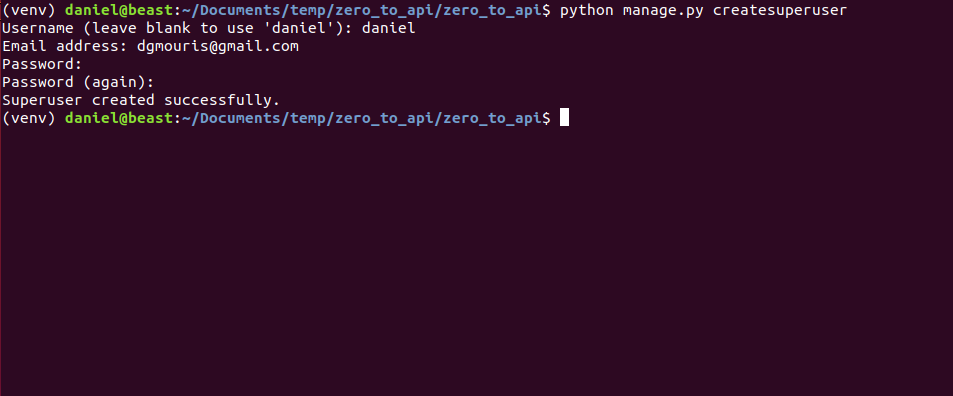 (venv) daniel@beast:~/Documents/temp/zero_to_api/zero_to_api$ python manage.py createsuperuser
Username (leave blank to use 'daniel'): daniel
Email address: dgmouris@gmail.com
Password:
Password (again):
Superuser created successfully.
(venv) daniel@beast:~/Documents/temp/zero_to_api/zero_to_api$